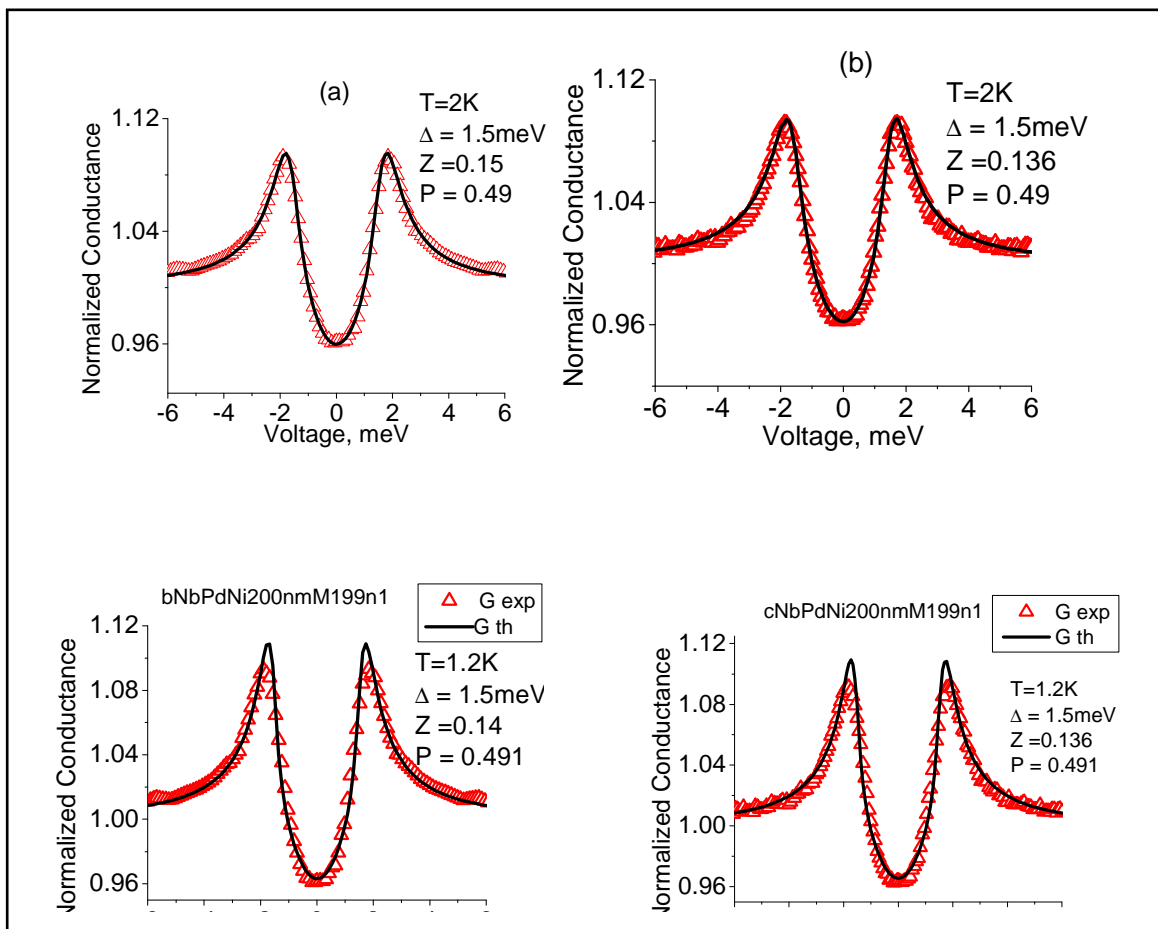 (a)
T=2K
Δ = 1.5meV
Z =0.15
P = 0.49
1.12
1.04
0.96
Normalized Conductance
-6 -4 -2 0 2 4 6
Voltage, meV
(b)
T=2K
Δ = 1.5meV
Z =0.136
P = 0.49
1.12
1.04
0.96
Normalized Conductance
-6 -4 -2 0 2 4 6
Voltage, meV
bNbPdNi200nmM199n1
G exp
G th
T=1.2K
Δ = 1.5meV
Z =0.14
P = 0.491
1.12
1.08
1.04
1.00
0.96
Normalized Conductance
cNbPdNi200nmM199n1
G exp
G th
T=1.2K
Δ = 1.5meV
Z =0.136
P = 0.491
1.12
1.08
1.04
1.00
0.96
Normalized Conductance